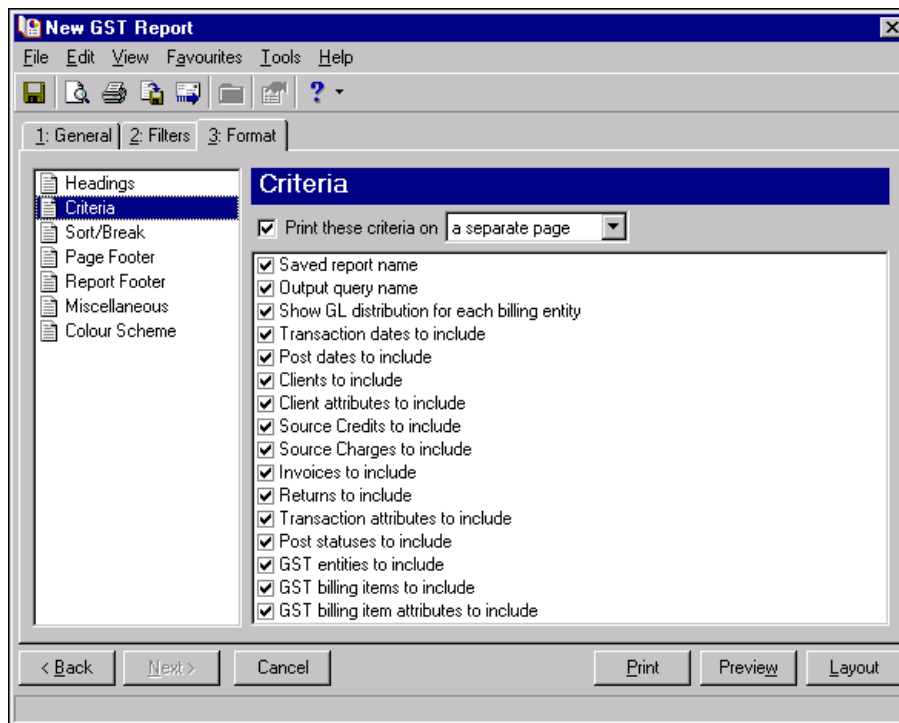 New GST Report
File Edit View Favourites Tools Help
1: General 2: Filters 3: Format
Headings
Criteria
Sort/Break
Page Footer
Report Footer
Miscellaneous
Colour Scheme
Criteria
Print these criteria on a separate page
Saved report name
Output query name
Show GL distribution for each billing entity
Transaction dates to include
Post dates to include
Clients to include
Client attributes to include
Source Credits to include
Source Charges to include
Invoices to include
Returns to include
Transaction attributes to include
Post statuses to include
GST entities to include
GST billing items to include
GST billing item attributes to include
< Back Next > Cancel Print Preview Layout